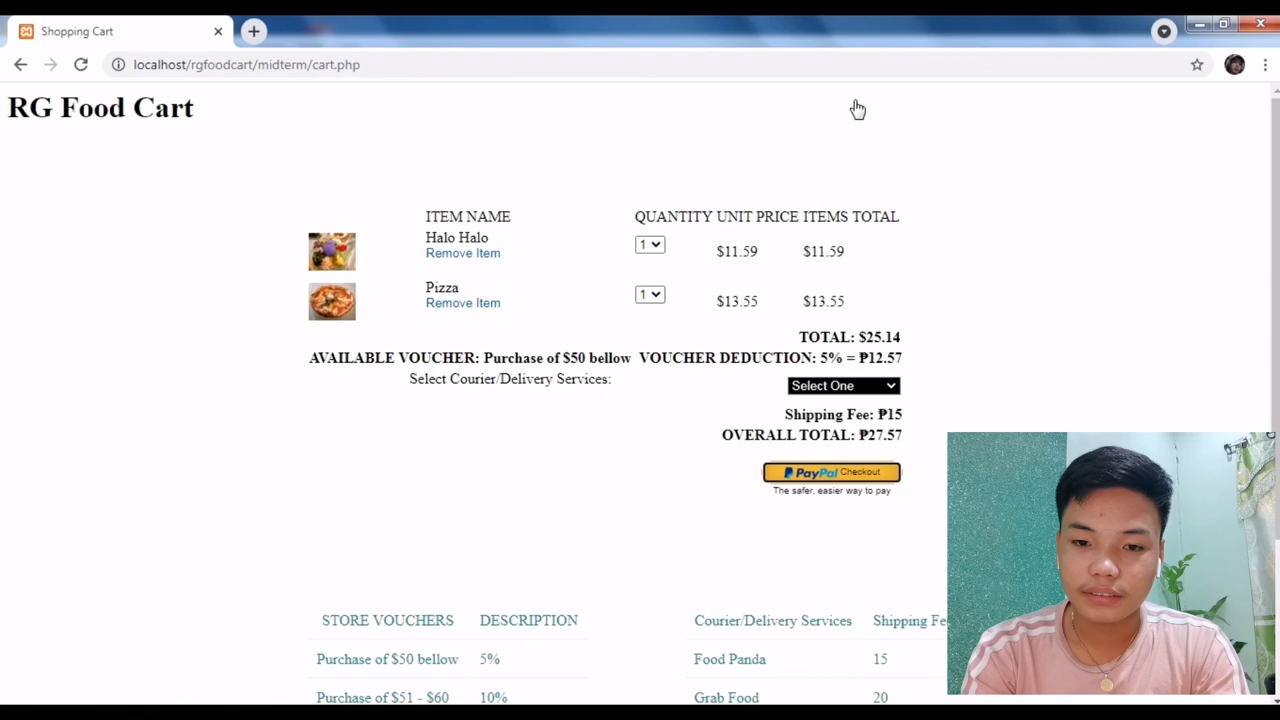 Shopping Cart
localhost/rgfoodcart/midterm/cart.php
RG Food Cart
ITEM NAME QUANTITY UNIT PRICE ITEMS TOTAL
Halo Halo
Remove Item
1 $11.59 $11.59
Pizza
Remove Item
1 $13.55 $13.55
TOTAL: $25.14
AVAILABLE VOUCHER: Purchase of $50 bellow VOUCHER DEDUCTION: 5% = ₱12.57
Select Courier/Delivery Services: Select One
Shipping Fee: ₱15
OVERALL TOTAL: ₱27.57
PayPal Checkout
The safer, easier way to pay
STORE VOUCHERS DESCRIPTION Courier/Delivery Services Shipping Fe
Purchase of $50 bellow 5% Food Panda 15
Purchase of $51 - $60 10% Grab Food 20